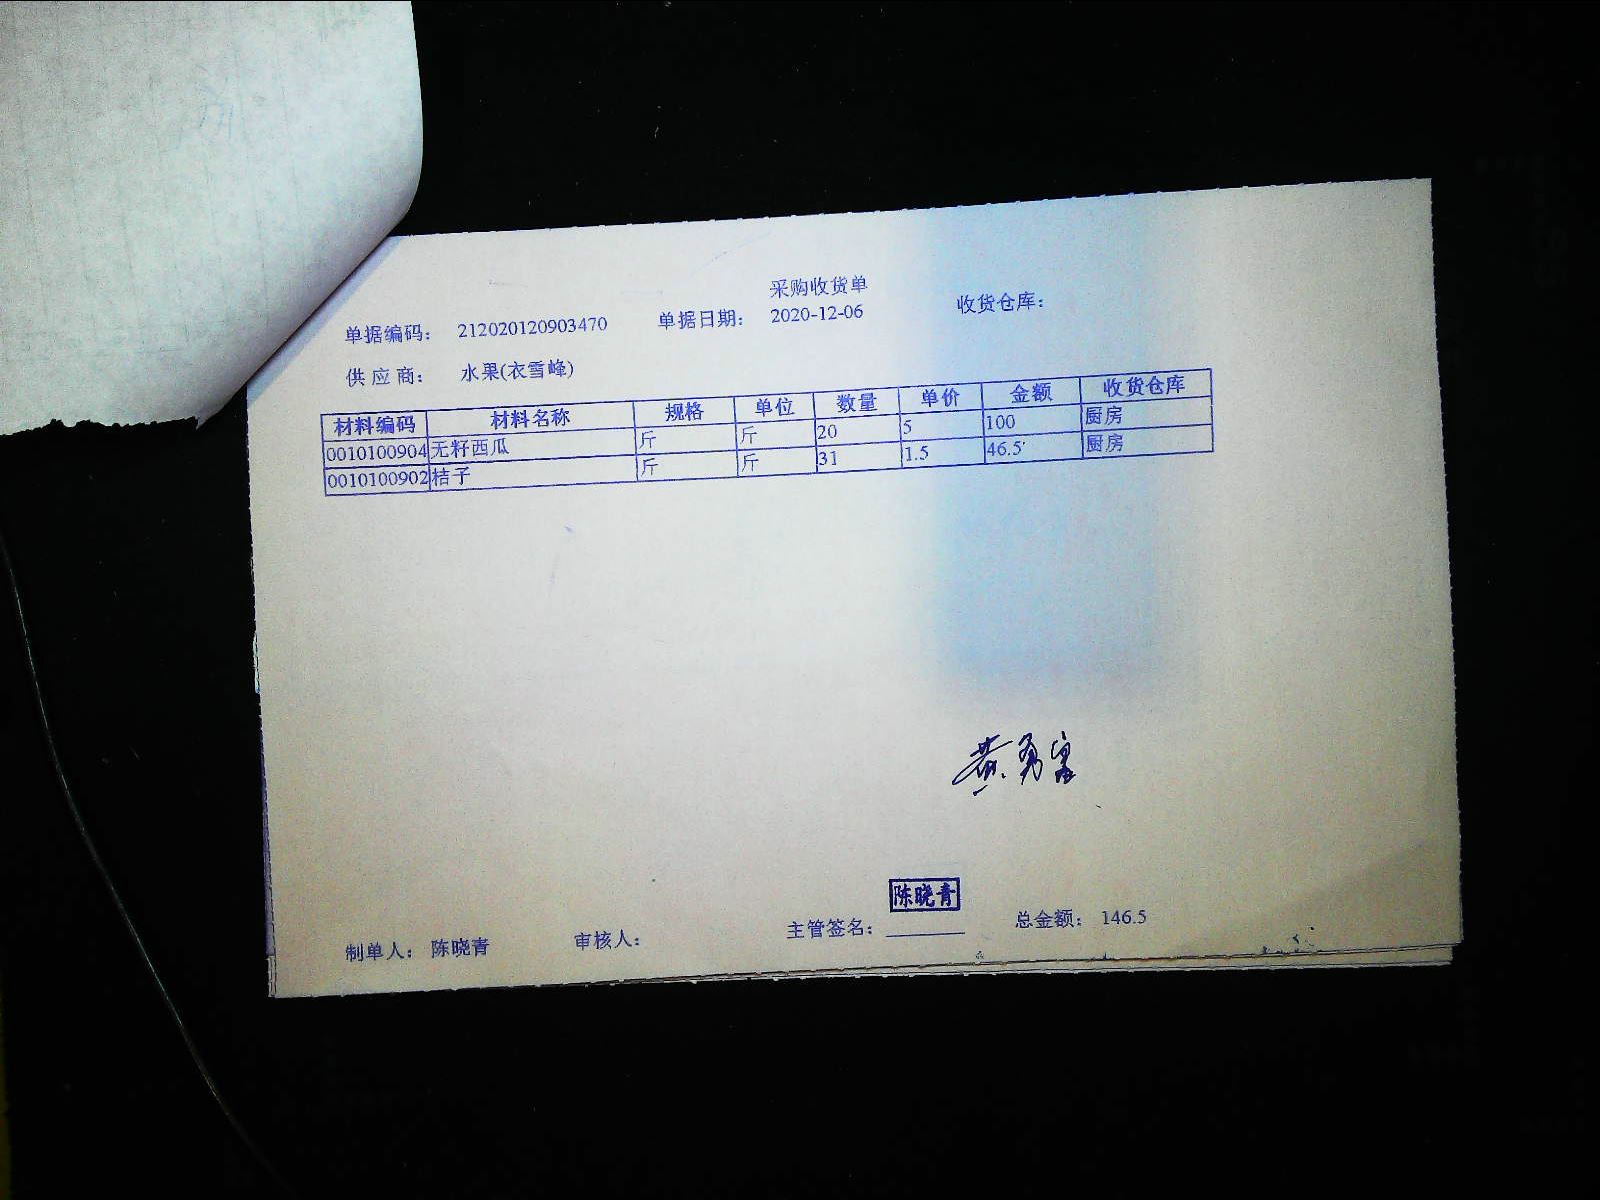 采购收货单
单据编码： 212020120903470 单据日期： 2020-12-06 收货仓库：
供应商： 水果(衣雪峰)
材料编码 材料名称 规格 单位 数量 单价 金额 收货仓库
0010100904 无籽西瓜 斤 斤 20 5 100 厨房
0010100902 桔子 斤 斤 31 1.5 46.5 厨房
黄勇富
陈晓青
制单人： 陈晓青 审核人： 主管签名： 总金额： 146.5